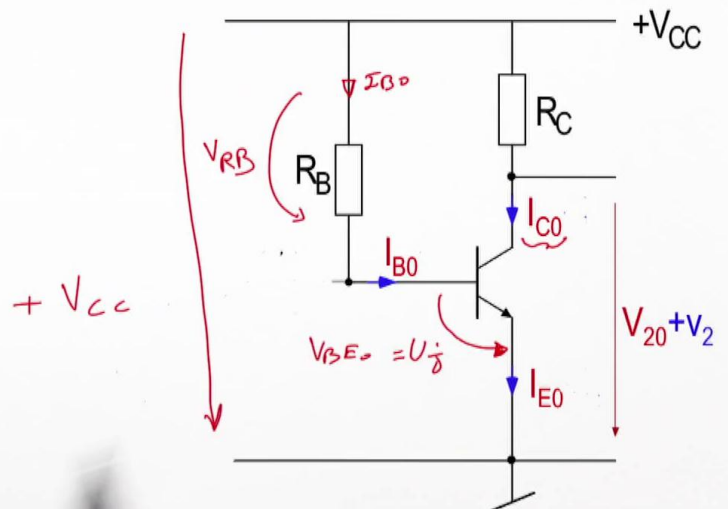 +VCC
IB0
RC
VRB
RB
IC0
IB0
+ Vcc
V20+v2
VBE0 = Uj
IE0